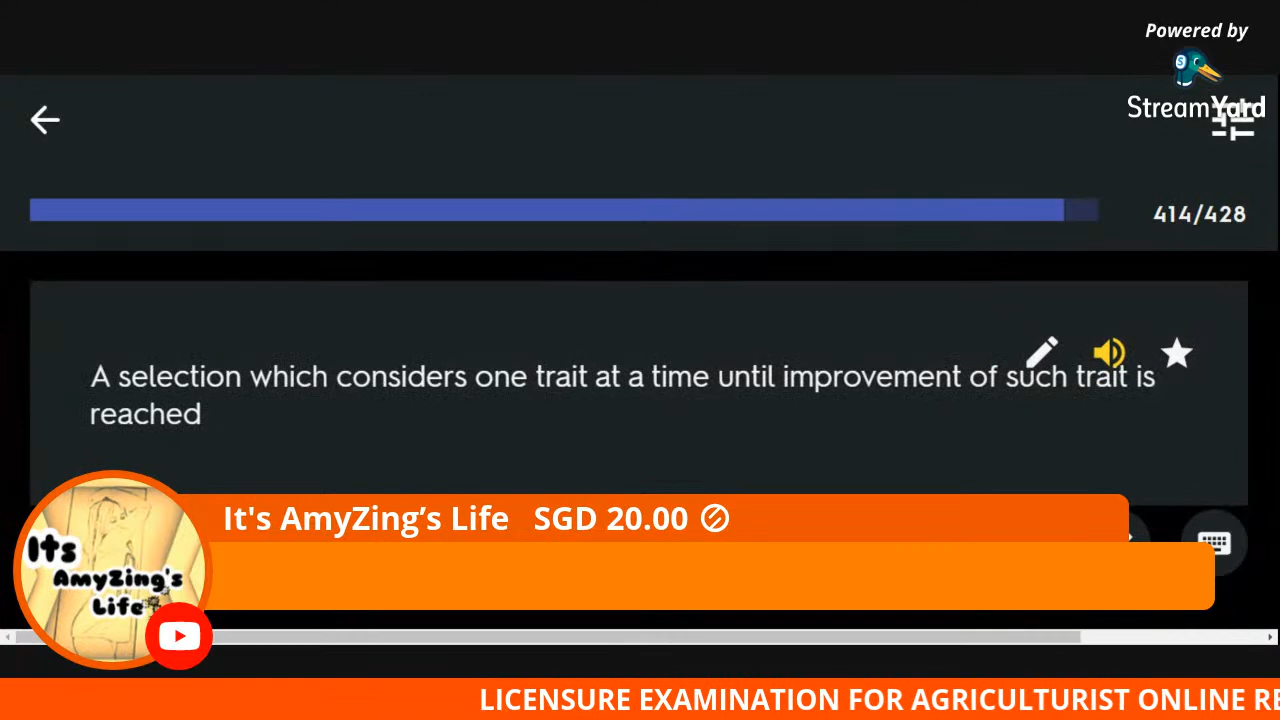 Powered by
StreamYard
414/428
A selection which considers one trait at a time until improvement of such trait is
reached
It's AmyZing’s Life SGD 20.00
Its
AmyZing's
Life
LICENSURE EXAMINATION FOR AGRICULTURIST ONLINE RE